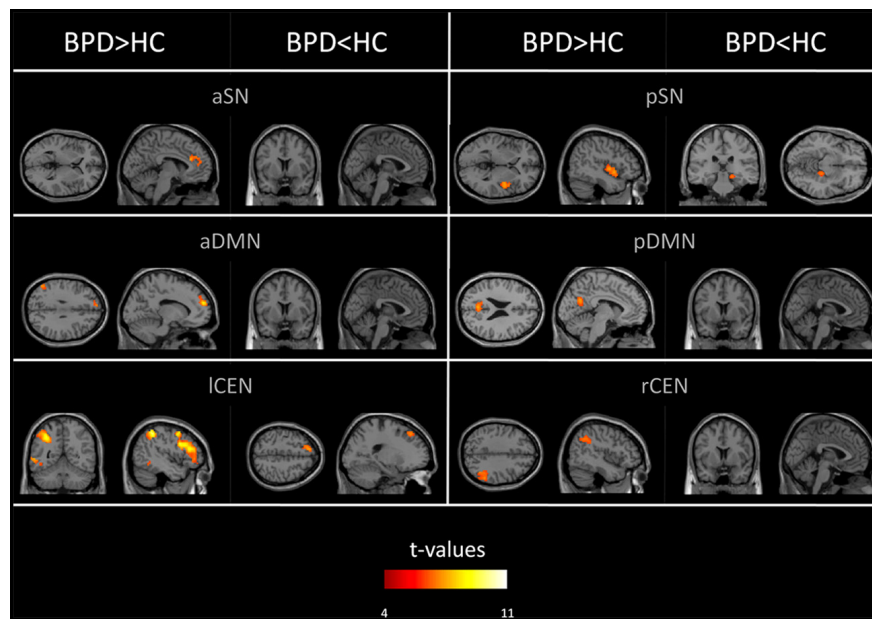 BPD>HC BPD<HC BPD>HC BPD<HC
aSN pSN
aDMN pDMN
lCEN rCEN
t-values
4 11